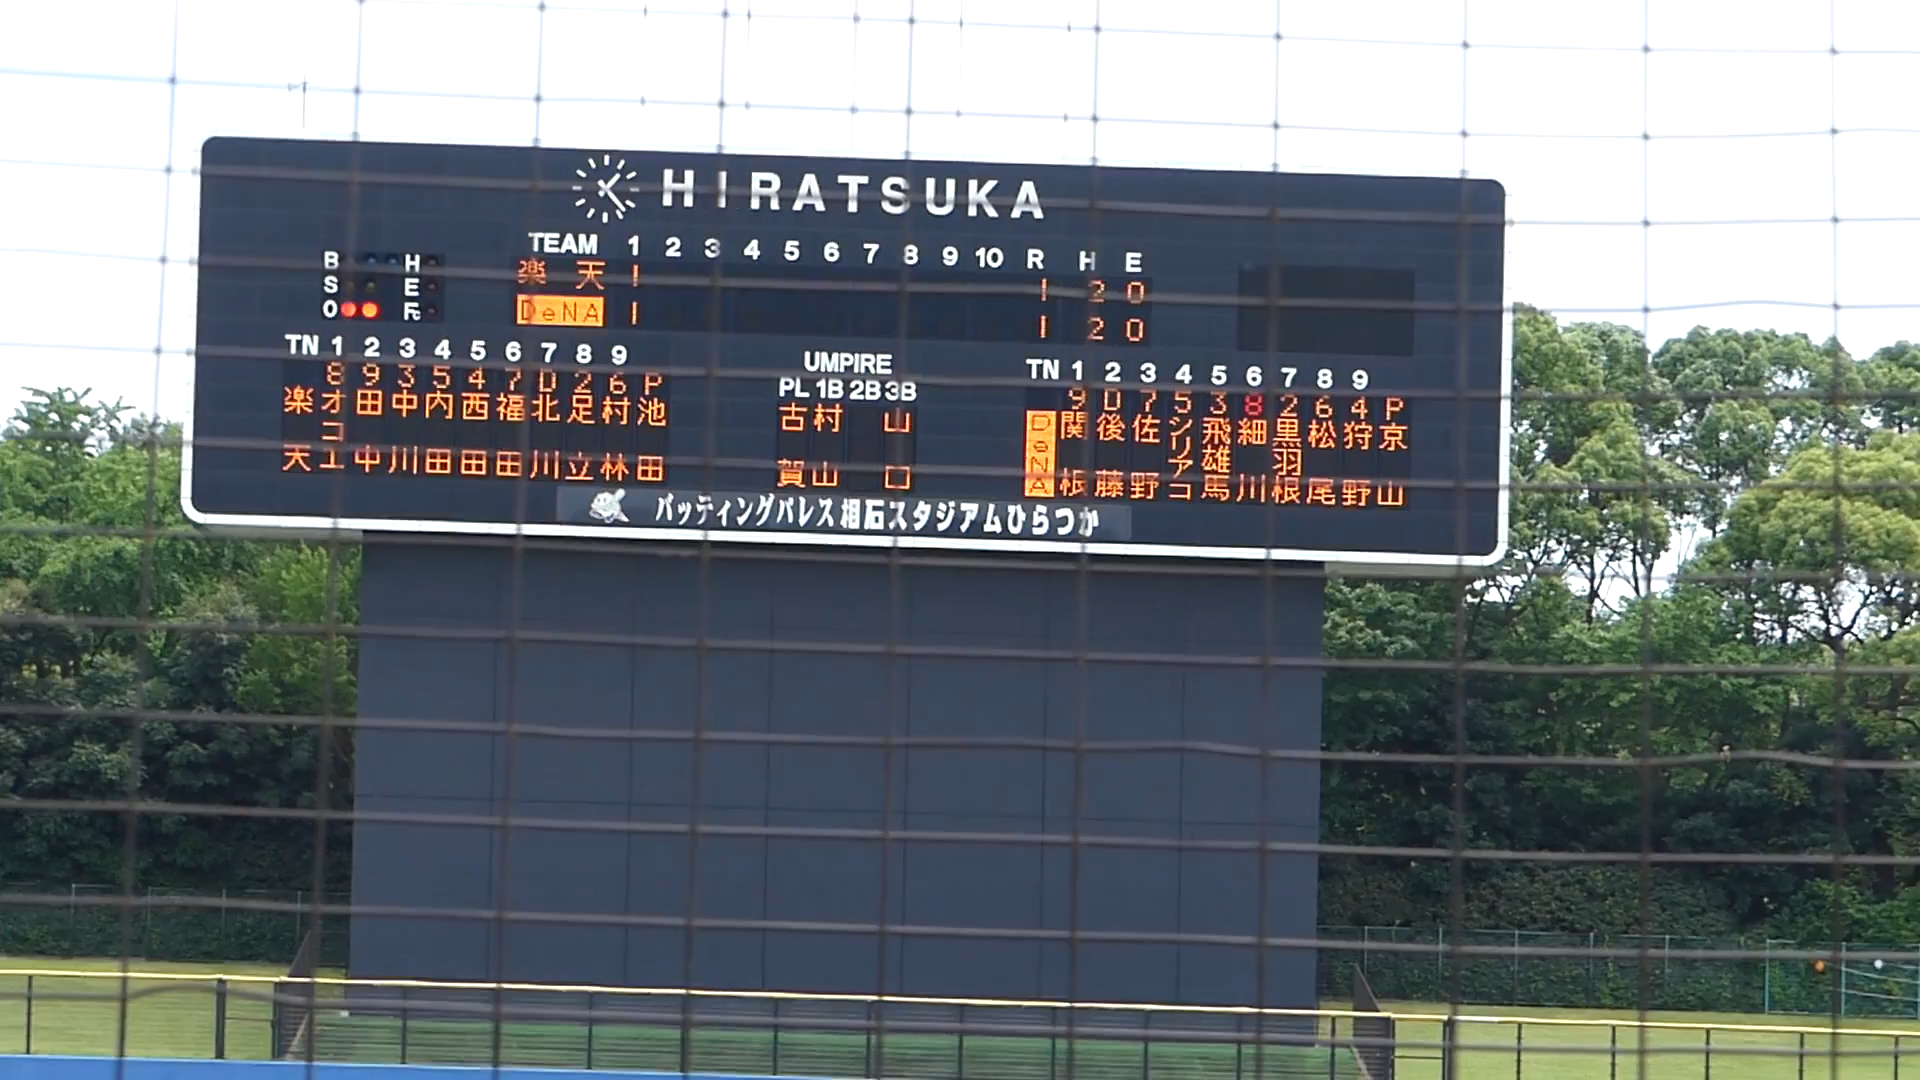 HIRATSUKA
TEAM 1 2 3 4 5 6 7 8 9 10 R H E
楽天 1 1 2 0
DeNA 1 1 2 0
B H
S E
O Fc
TN 1 2 3 4 5 6 7 8 9
8 9 3 5 4 7 D 2 6 P
楽天 オコエ 田中 中川 内田 西田 福田 北川 足立 村林 池田
UMPIRE
PL 1B 2B 3B
古賀 村山 山口
TN 1 2 3 4 5 6 7 8 9
9 D 7 5 3 8 2 6 4 P
DeNA 関根 後藤 佐野 シリアコ 飛雄馬 細川 黒羽根 松尾 狩野 京山
バッティングパレス相石スタジアムひらつか